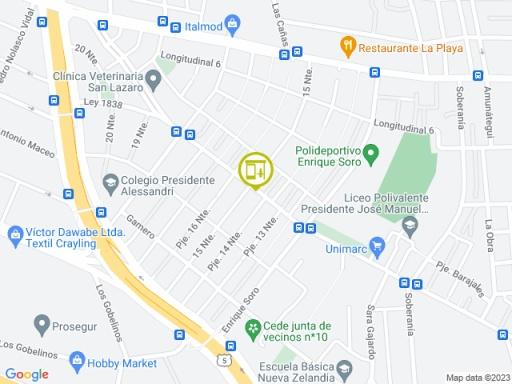 Italmod
Las Cañas
Pedro Nolasco Vidal
20 Nte.
Longitudinal 6
Restaurante La Playa
Clínica Veterinaria
San Lazaro
15 Nte.
Ley 1838
Soberanía
Amunátegui
Longitudinal 6
20 Nte.
19 Nte.
Antonio Maceo
Polideportivo
Enrique Soro
Colegio Presidente
Alessandri
Liceo Polivalente
Presidente José Manuel...
Gamero
Pje. 16 Nte.
15 Nte.
Pje. 14 Nte.
Pje. 13 Nte.
Víctor Dawabe Ltda.
Textil Crayling
Unimarc
La Obra
Pje. Barajales
Los Gobelinos
Enrique Soro
Sara Gajardo
Soberanía
Prosegur
Cede junta de
vecinos n°10
Los Gobelinos
Hobby Market
5
Escuela Básica
Nueva Zelandia
Google
Map data ©2023